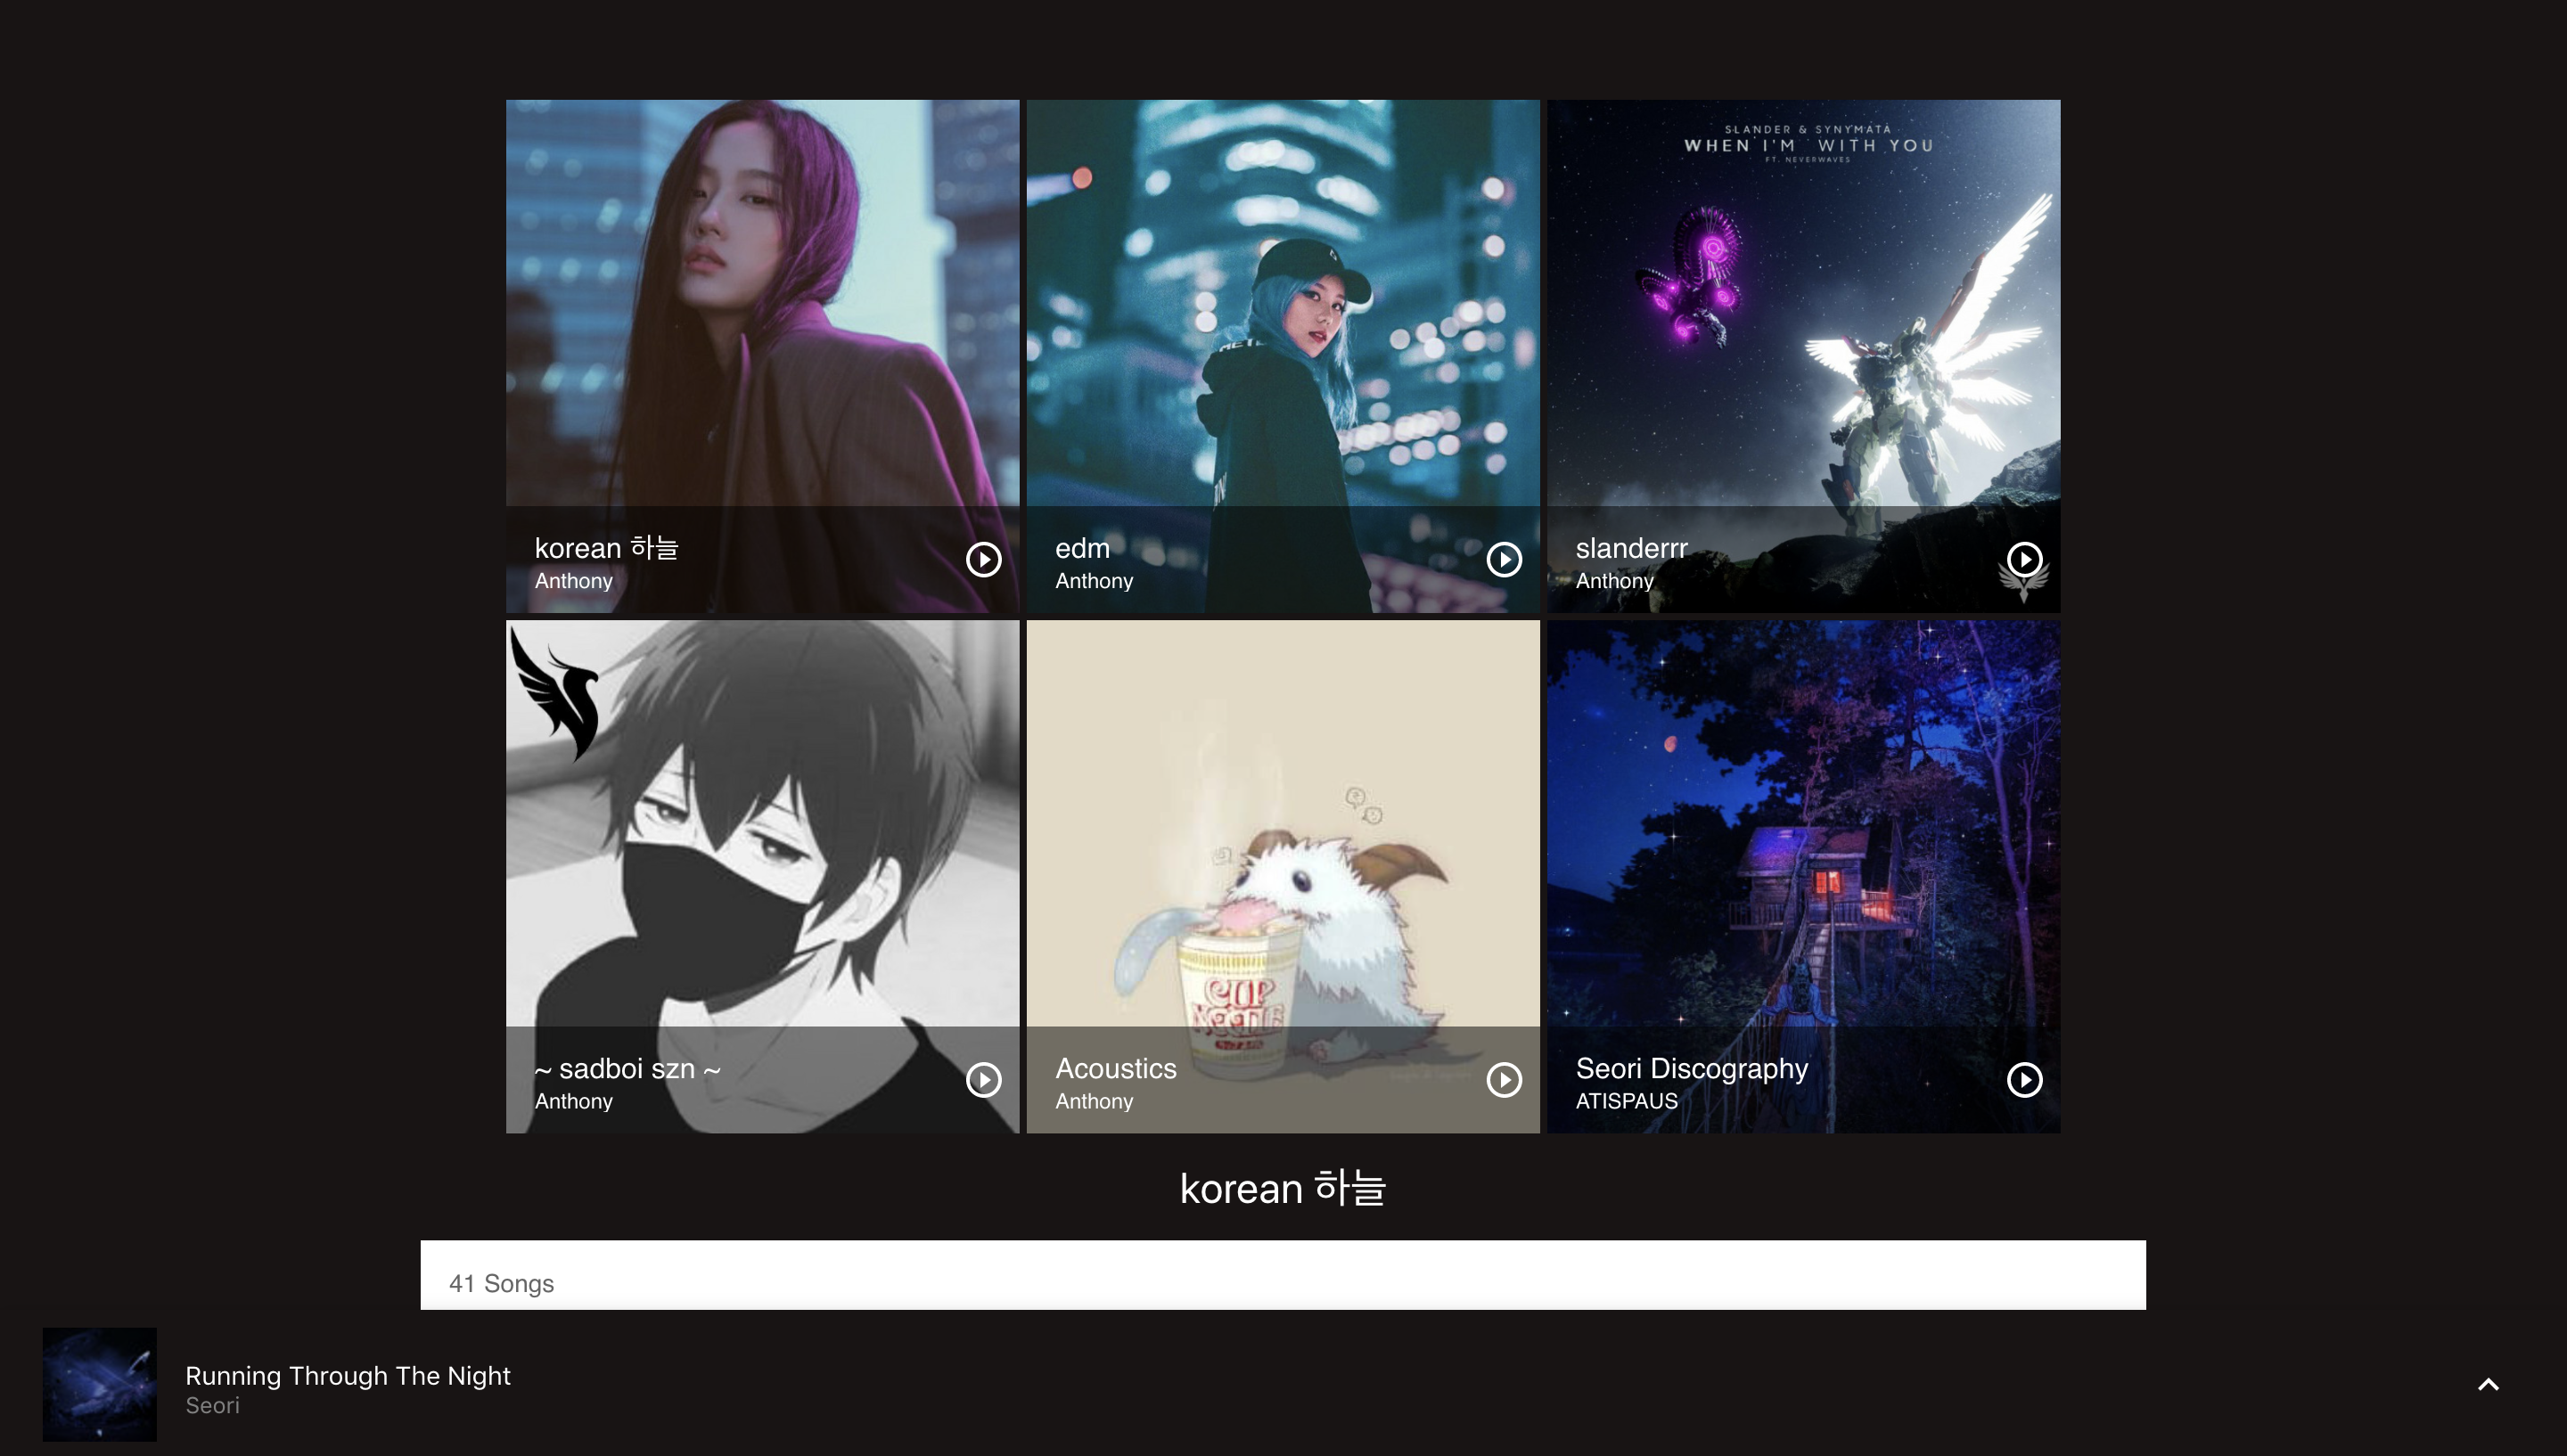 SLANDER & SYNYMATA
WHEN I'M WITH YOU
FT. NEVERWAVES
korean 하늘
Anthony
edm
Anthony
slanderrr
Anthony
CUP
NOODLE
~ sadboi szn ~
Anthony
Acoustics
Anthony
Seori Discography
ATISPAUS
korean 하늘
41 Songs
Running Through The Night
Seori